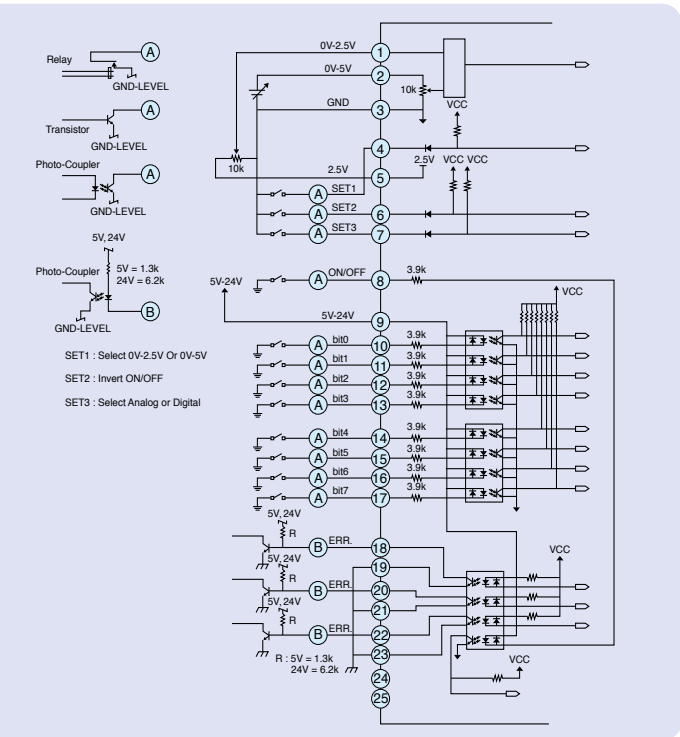 0V-2.5V
1
A
Relay
GND-LEVEL
0V-5V
2
10k
GND
3
VCC
A
Transistor
GND-LEVEL
4
2.5V
VCC VCC
10k
2.5V
5
Photo-Coupler
A
GND-LEVEL
A SET1
A SET2
6
A SET3
7
5V, 24V
5V = 1.3k
24V = 6.2k
Photo-Coupler
B
GND-LEVEL
A ON/OFF
8
3.9k
5V-24V
VCC
5V-24V
9
SET1 : Select 0V-2.5V Or 0V-5V
SET2 : Invert ON/OFF
SET3 : Select Analog or Digital
A bit0
10
3.9k
A bit1
11
3.9k
A bit2
12
3.9k
A bit3
13
3.9k
A bit4
14
3.9k
A bit5
15
3.9k
A bit6
16
3.9k
A bit7
17
3.9k
5V, 24V
R
B ERR.
18
VCC
5V, 24V
19
R
B ERR.
20
5V, 24V
21
R
B ERR.
22
R : 5V = 1.3k
24V = 6.2k
23
VCC
24
25